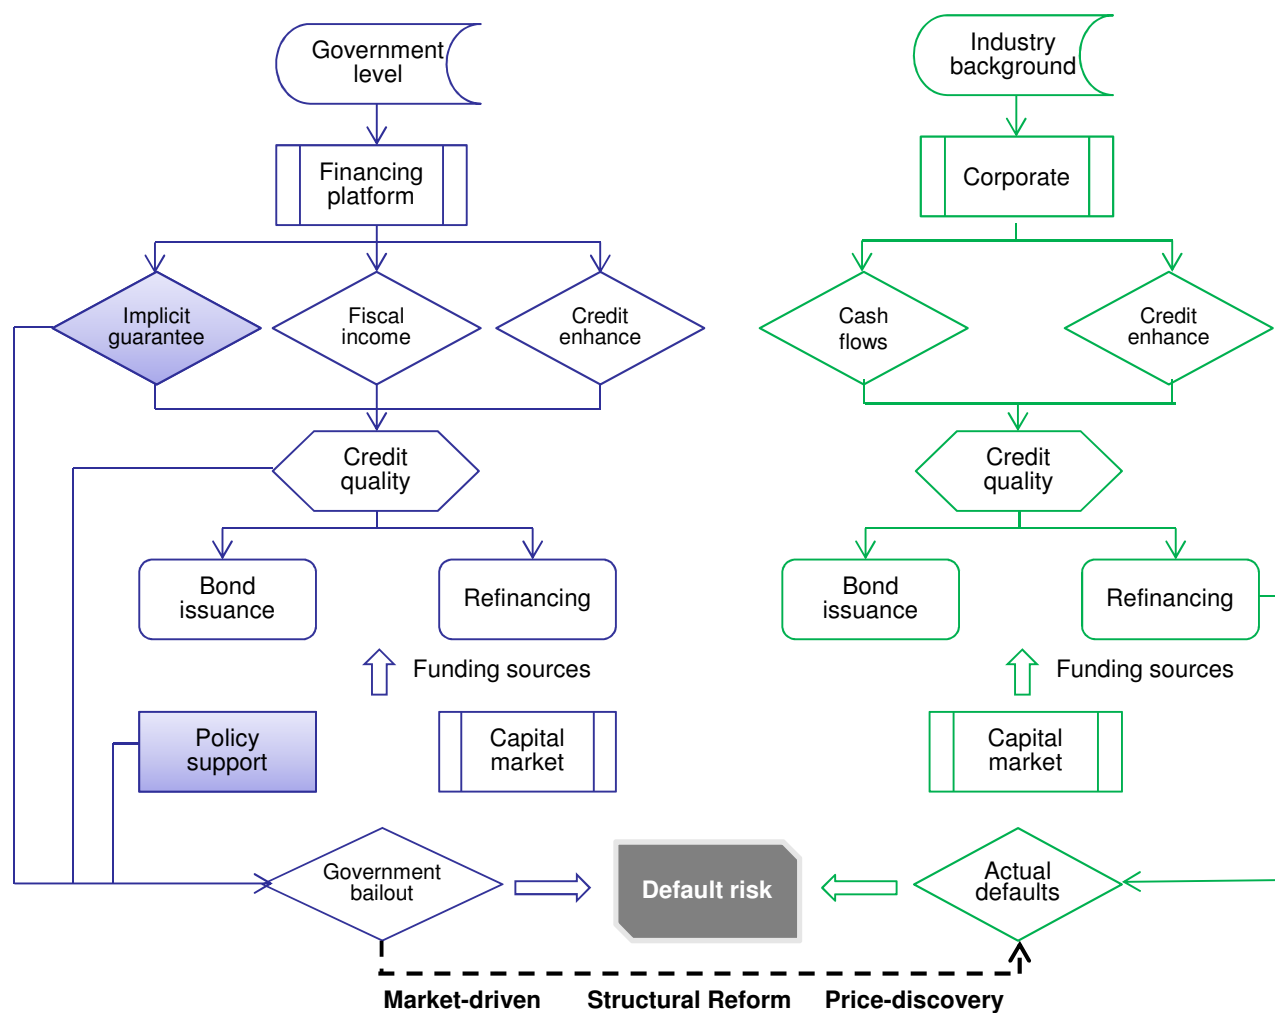 Government
level
Industry
background
Financing
platform
Corporate
Implicit
guarantee
Fiscal
income
Credit
enhance
Cash
flows
Credit
enhance
Credit
quality
Credit
quality
Bond
issuance
Refinancing
Bond
issuance
Refinancing
Funding sources
Funding sources
Policy
support
Capital
market
Capital
market
Government
bailout
Default risk
Actual
defaults
Market-driven Structural Reform Price-discovery